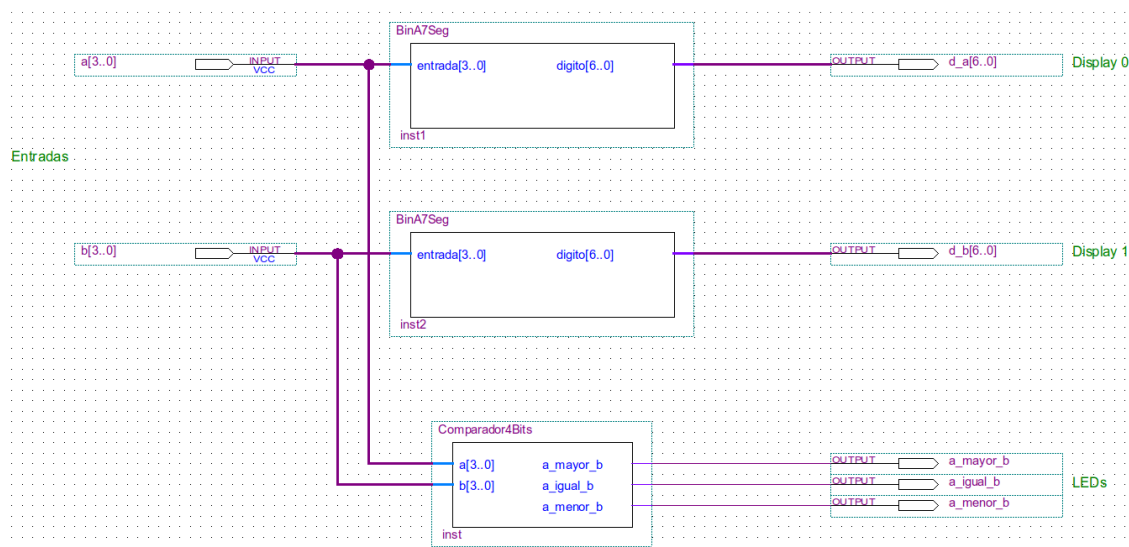 BinA7Seg
a[3..0] INPUT VCC
entrada[3..0] digito[6..0]
OUTPUT d_a[6..0] Display 0
inst1
Entradas
BinA7Seg
b[3..0] INPUT VCC
entrada[3..0] digito[6..0]
OUTPUT d_b[6..0] Display 1
inst2
Comparador4Bits
a[3..0] a_mayor_b
OUTPUT a_mayor_b
b[3..0] a_igual_b
OUTPUT a_igual_b LEDs
a_menor_b
OUTPUT a_menor_b
inst